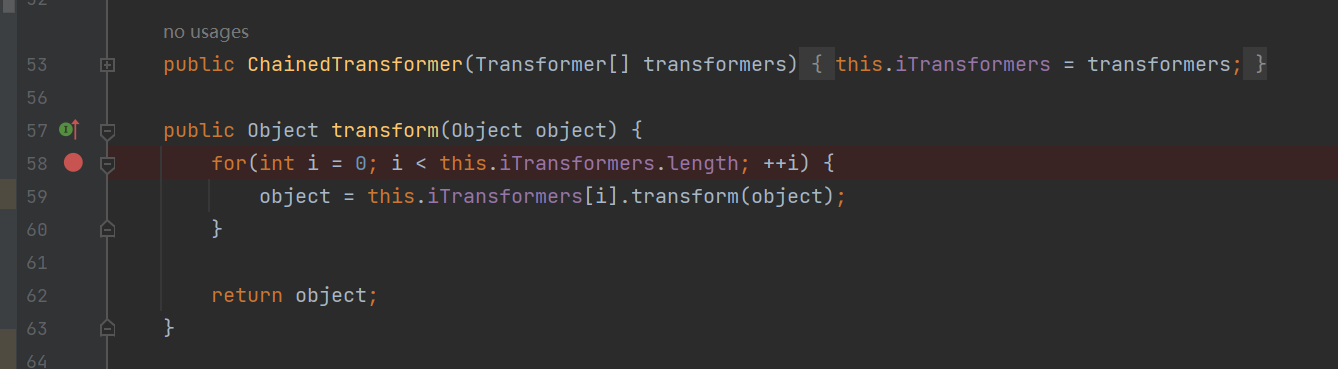 52
no usages
53 public ChainedTransformer(Transformer[] transformers) { this.iTransformers = transformers; }
56
57 public Object transform(Object object) {
58 for(int i = 0; i < this.iTransformers.length; ++i) {
59 object = this.iTransformers[i].transform(object);
60 }
61
62 return object;
63 }
64